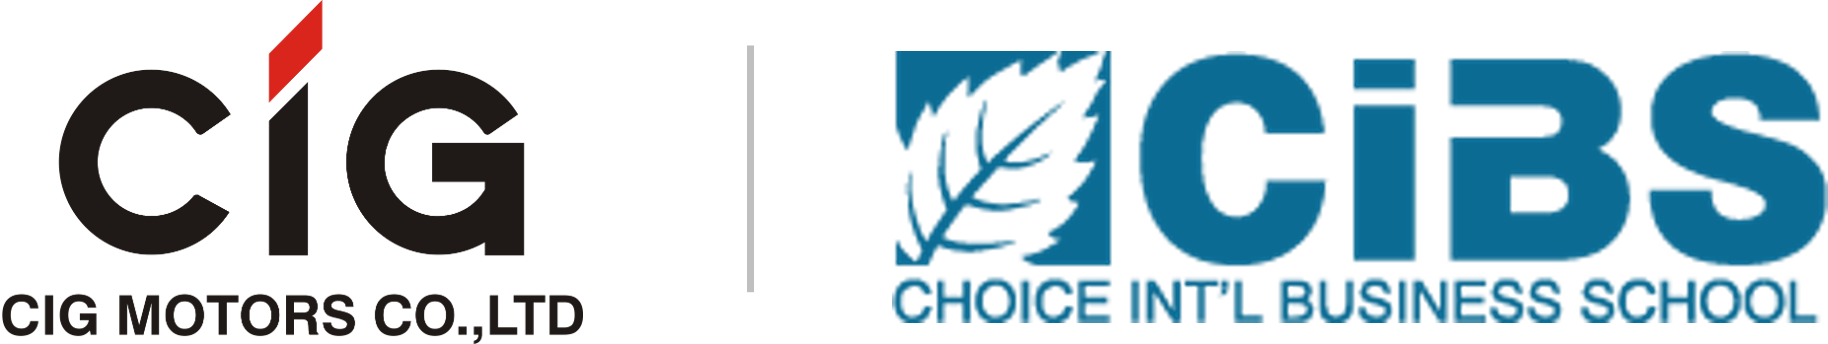 CiG
CIG MOTORS CO.,LTD
CiBS
CHOICE INT'L BUSINESS SCHOOL